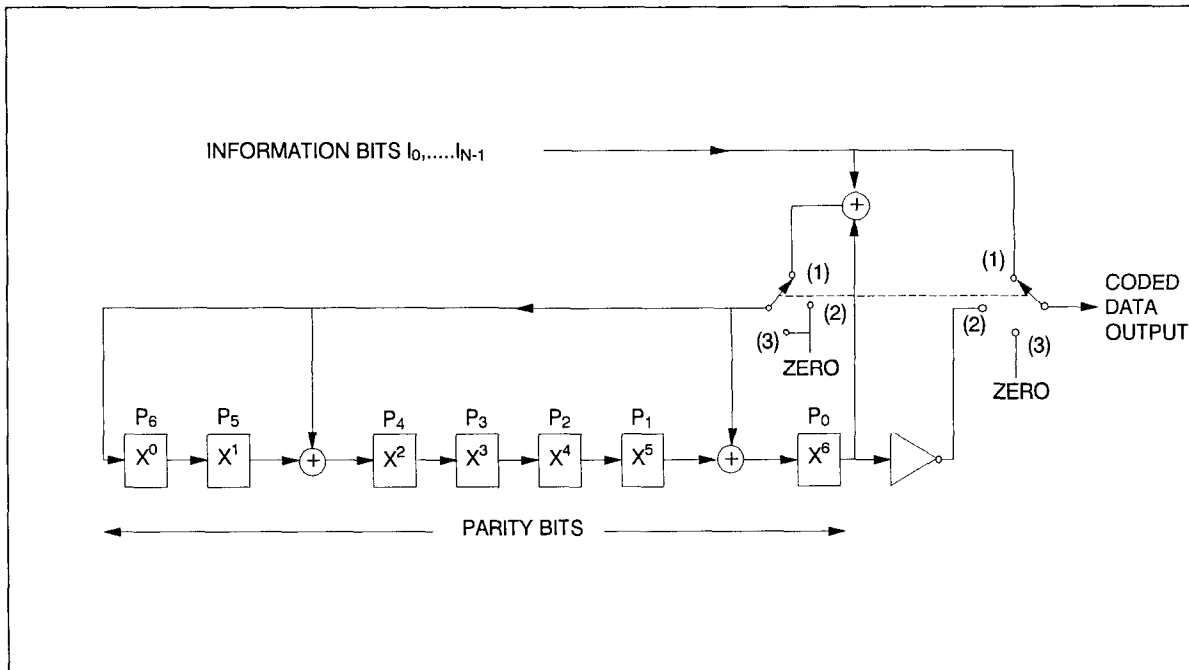 INFORMATION BITS I₀,.....I_N-1
+
(1)
(1)
CODED
DATA
OUTPUT
(2)
(2)
(3)
(3)
ZERO
ZERO
P₆ P₅ P₄ P₃ P₂ P₁ P₀
X⁰ X¹ + X² X³ X⁴ X⁵ + X⁶
PARITY BITS